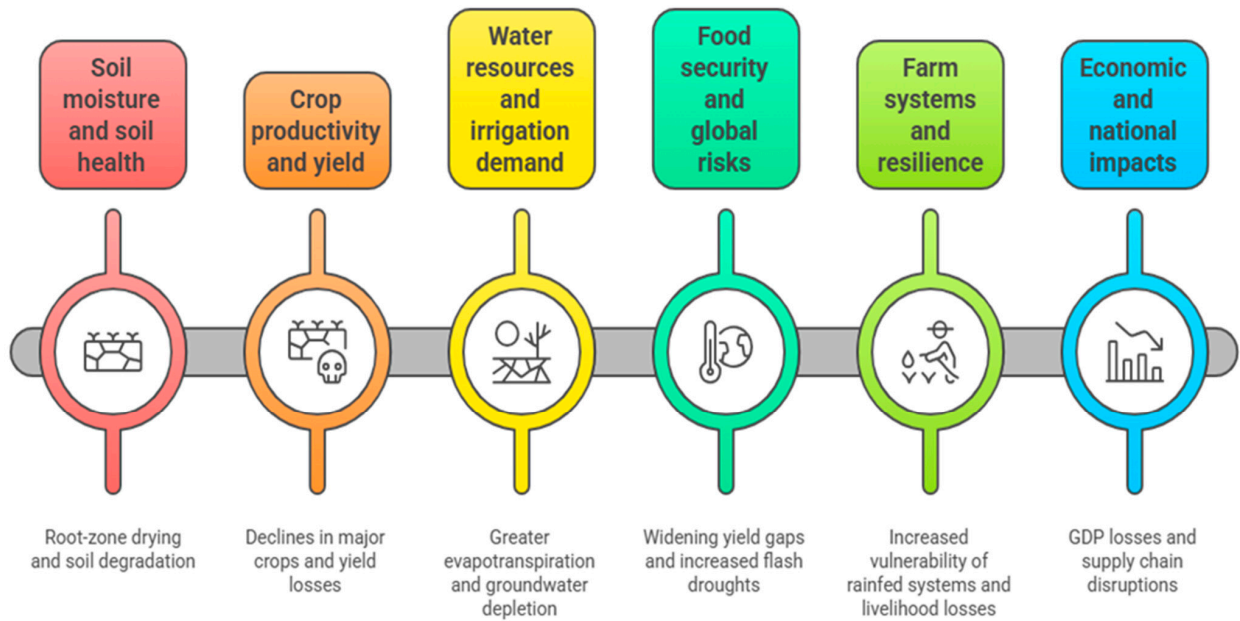 Soil
moisture
and soil
health
Crop
productivity
and yield
Water
resources
and
irrigation
demand
Food
security
and
global
risks
Farm
systems
and
resilience
Economic
and
national
impacts
Root-zone drying
and soil degradation
Declines in major
crops and yield
losses
Greater
evapotranspiration
and groundwater
depletion
Widening yield gaps
and increased flash
droughts
Increased
vulnerability of
rainfed systems and
livelihood losses
GDP losses and
supply chain
disruptions